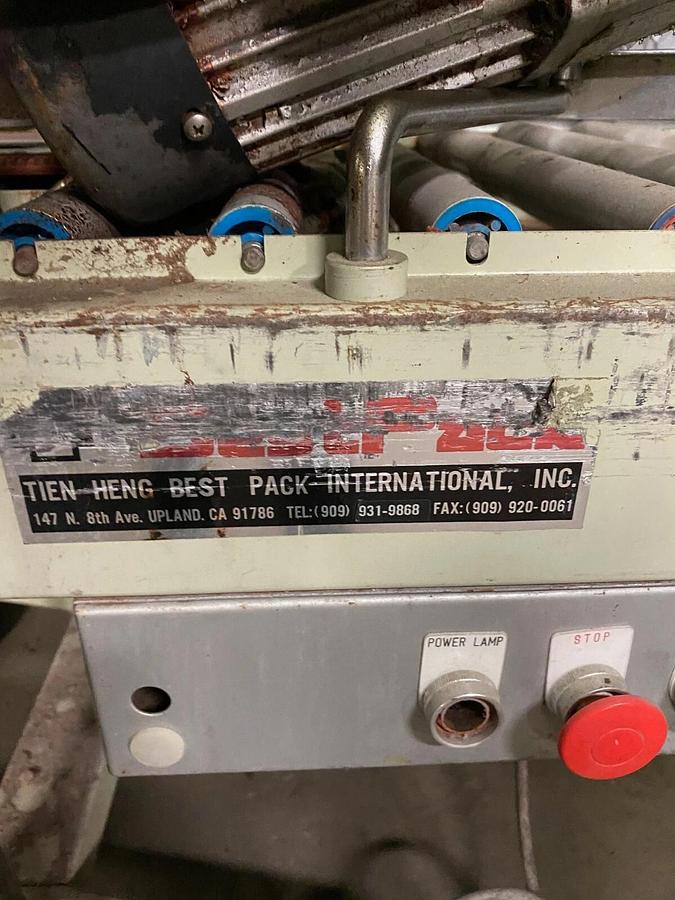 BestPack
TIEN HENG BEST PACK INTERNATIONAL, INC.
147 N. 8th Ave. UPLAND. CA 91786 TEL:(909) 931-9868 FAX:(909) 920-0061
POWER LAMP
STOP